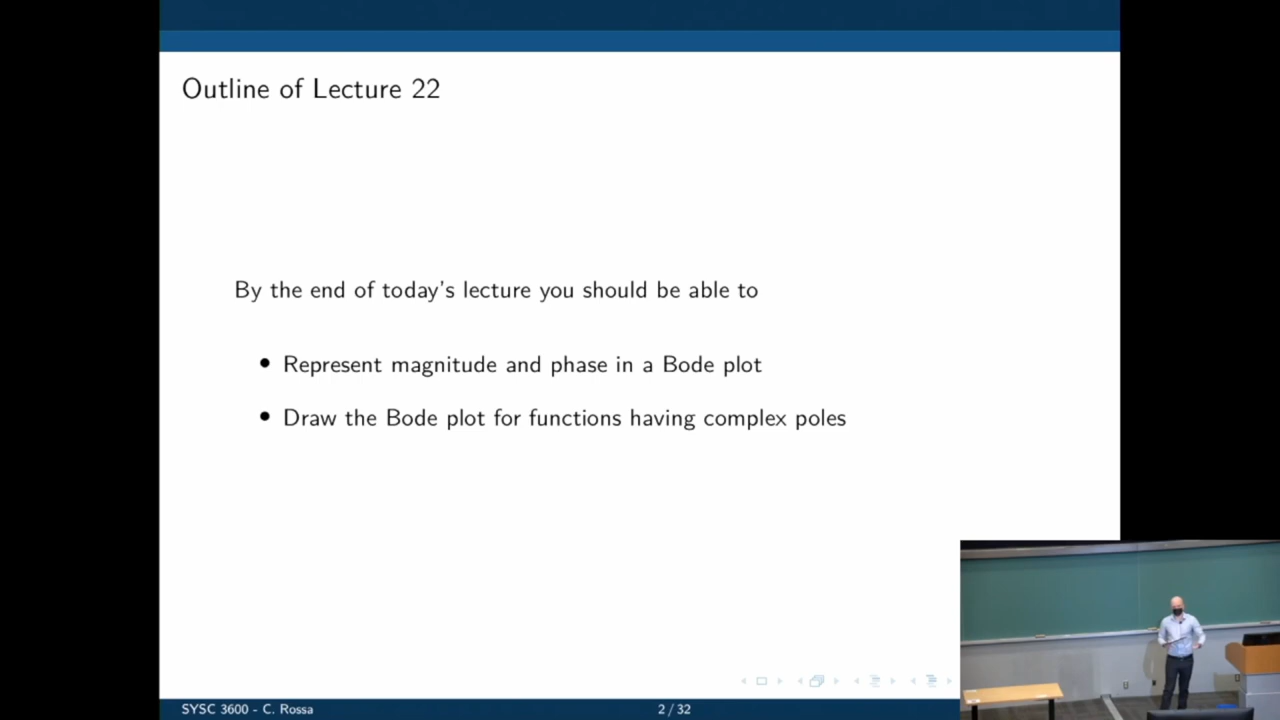 Outline of Lecture 22
By the end of today's lecture you should be able to
• Represent magnitude and phase in a Bode plot
• Draw the Bode plot for functions having complex poles
SYSC 3600 - C. Rossa
2 / 32